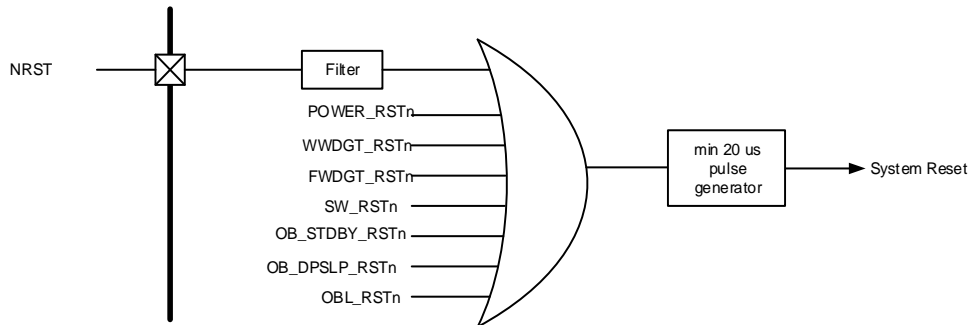 NRST
Filter
POWER_RSTn
WWDGT_RSTn
FWDGT_RSTn
SW_RSTn
OB_STDBY_RSTn
OB_DPSLP_RSTn
OBL_RSTn
min 20 us
pulse
generator
System Reset